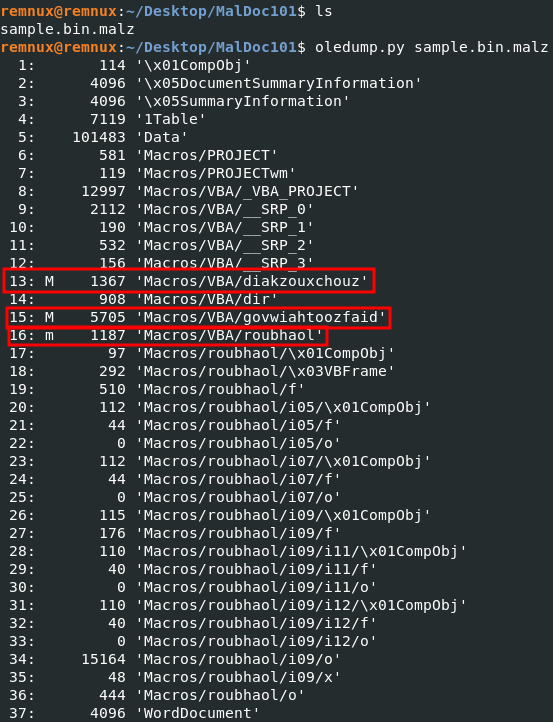 remnux@remnux:~/Desktop/MalDoc101$ ls
sample.bin.malz
remnux@remnux:~/Desktop/MalDoc101$ oledump.py sample.bin.malz
  1:       114 '\x01CompObj'
  2:      4096 '\x05DocumentSummaryInformation'
  3:      4096 '\x05SummaryInformation'
  4:      7119 '1Table'
  5:    101483 'Data'
  6:       581 'Macros/PROJECT'
  7:       119 'Macros/PROJECTwm'
  8:     12997 'Macros/VBA/_VBA_PROJECT'
  9:      2112 'Macros/VBA/__SRP_0'
 10:       190 'Macros/VBA/__SRP_1'
 11:       532 'Macros/VBA/__SRP_2'
 12:       156 'Macros/VBA/__SRP_3'
 13: M    1367 'Macros/VBA/diakzouxchouz'
 14:       908 'Macros/VBA/dir'
 15: M    5705 'Macros/VBA/govwiahtoozfaid'
 16: m    1187 'Macros/VBA/roubhaol'
 17:        97 'Macros/roubhaol/\x01CompObj'
 18:       292 'Macros/roubhaol/\x03VBFrame'
 19:       510 'Macros/roubhaol/f'
 20:       112 'Macros/roubhaol/i05/\x01CompObj'
 21:        44 'Macros/roubhaol/i05/f'
 22:         0 'Macros/roubhaol/i05/o'
 23:       112 'Macros/roubhaol/i07/\x01CompObj'
 24:        44 'Macros/roubhaol/i07/f'
 25:         0 'Macros/roubhaol/i07/o'
 26:       115 'Macros/roubhaol/i09/\x01CompObj'
 27:       176 'Macros/roubhaol/i09/f'
 28:       110 'Macros/roubhaol/i09/i11/\x01CompObj'
 29:        40 'Macros/roubhaol/i09/i11/f'
 30:         0 'Macros/roubhaol/i09/i11/o'
 31:       110 'Macros/roubhaol/i09/i12/\x01CompObj'
 32:        40 'Macros/roubhaol/i09/i12/f'
 33:         0 'Macros/roubhaol/i09/i12/o'
 34:     15164 'Macros/roubhaol/i09/o'
 35:        48 'Macros/roubhaol/i09/x'
 36:       444 'Macros/roubhaol/o'
 37:      4096 'WordDocument'